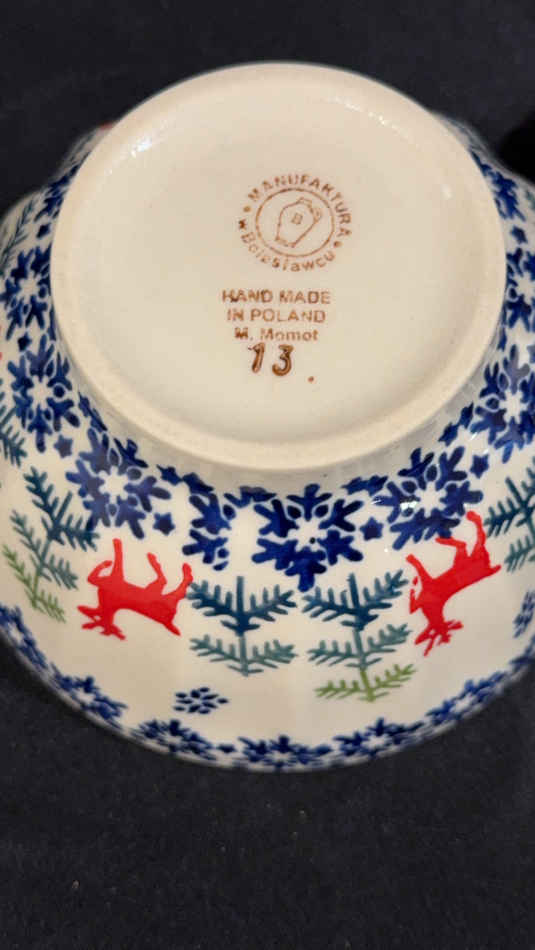 MANUFAKTURA
w Bolesławcu
B
HAND MADE
IN POLAND
M. Momot
13.